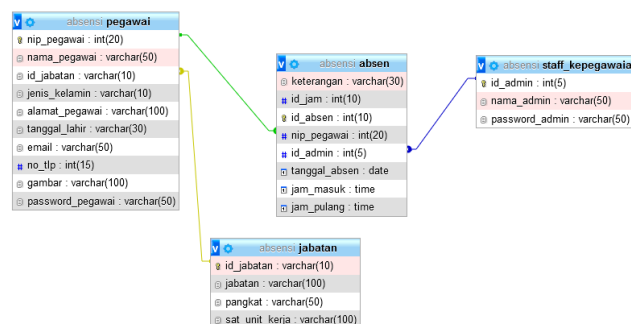 absensi pegawai
nip_pegawai : int(20)
nama_pegawai : varchar(50)
id_jabatan : varchar(10)
jenis_kelamin : varchar(10)
alamat_pegawai : varchar(100)
tanggal_lahir : varchar(30)
email : varchar(50)
no_tlp : int(15)
gambar : varchar(100)
password_pegawai : varchar(50)
absensi absen
keterangan : varchar(30)
id_jam : int(10)
id_absen : int(10)
nip_pegawai : int(20)
id_admin : int(5)
tanggal_absen : date
jam_masuk : time
jam_pulang : time
absensi staff_kepegawaia
id_admin : int(5)
nama_admin : varchar(50)
password_admin : varchar(50)
absensi jabatan
id_jabatan : varchar(10)
jabatan : varchar(100)
pangkat : varchar(50)
sat_unit_kerja : varchar(100)